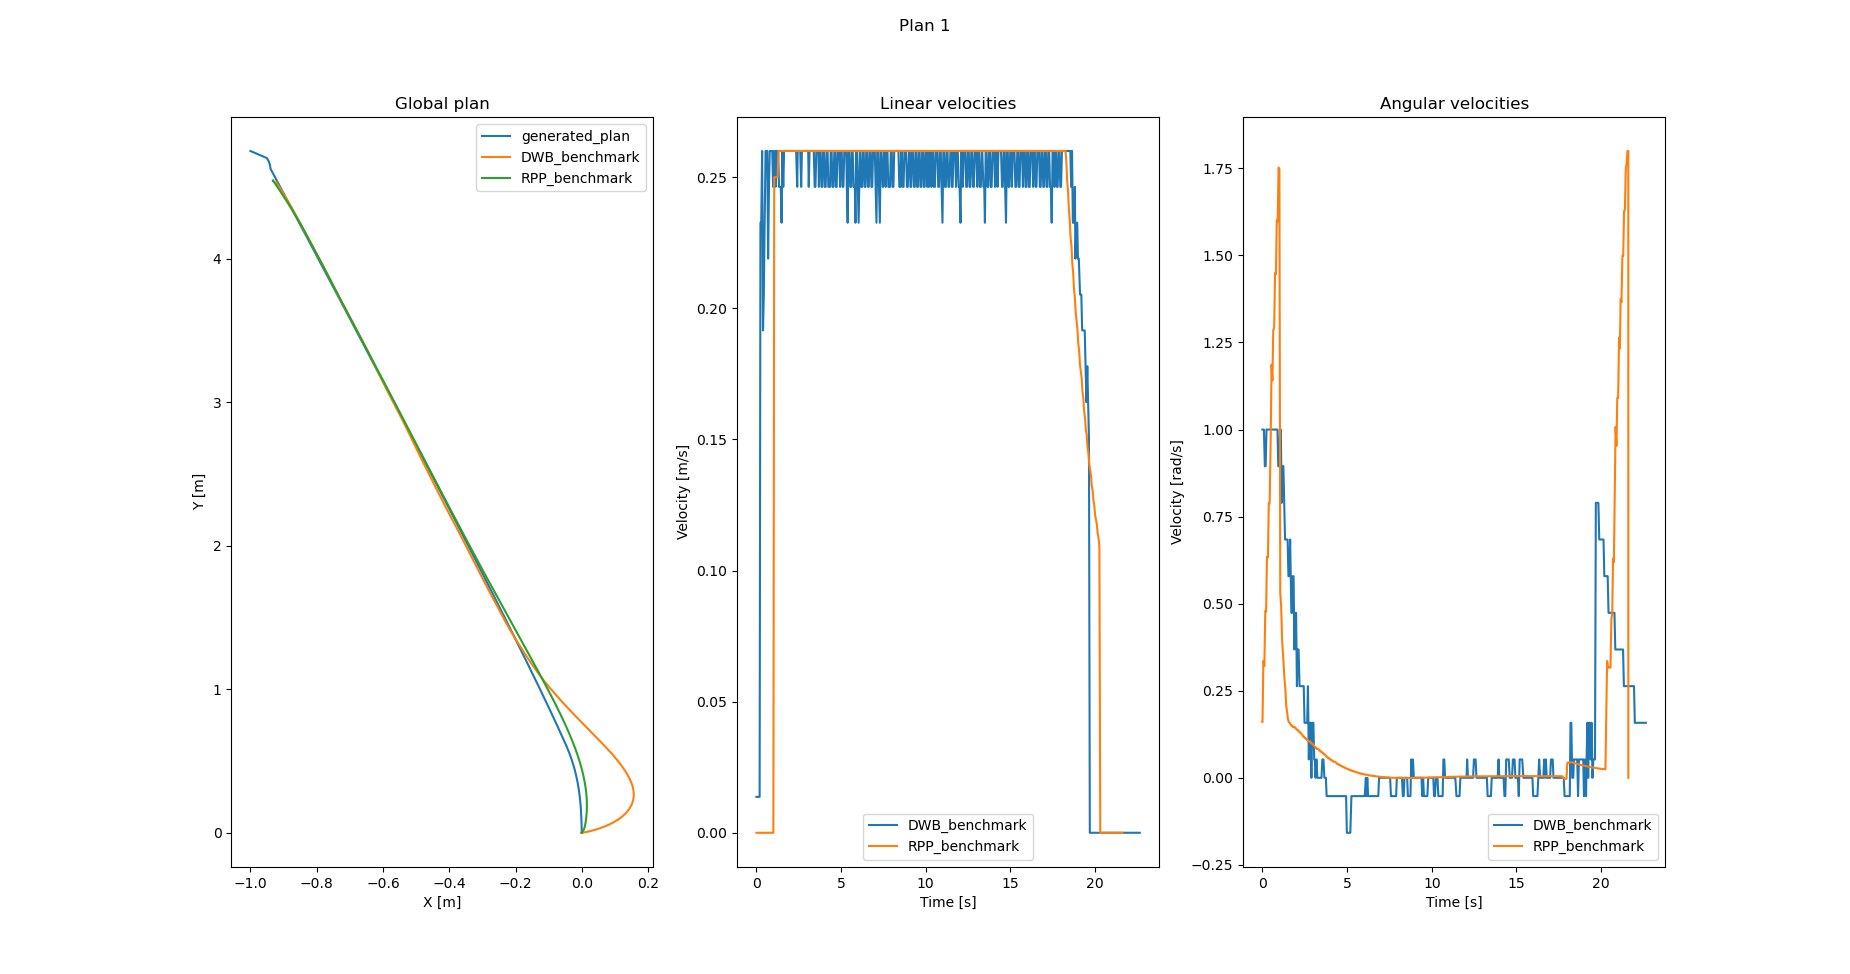 Plan 1
Global plan
generated_plan
DWB_benchmark
RPP_benchmark
4
3
2
1
0
Y [m]
−1.0 −0.8 −0.6 −0.4 −0.2 0.0 0.2
X [m]
Linear velocities
0.25
0.20
0.15
0.10
0.05
0.00
Velocity [m/s]
DWB_benchmark
RPP_benchmark
0 5 10 15 20
Time [s]
Angular velocities
1.75
1.50
1.25
1.00
0.75
0.50
0.25
0.00
−0.25
Velocity [rad/s]
DWB_benchmark
RPP_benchmark
0 5 10 15 20
Time [s]